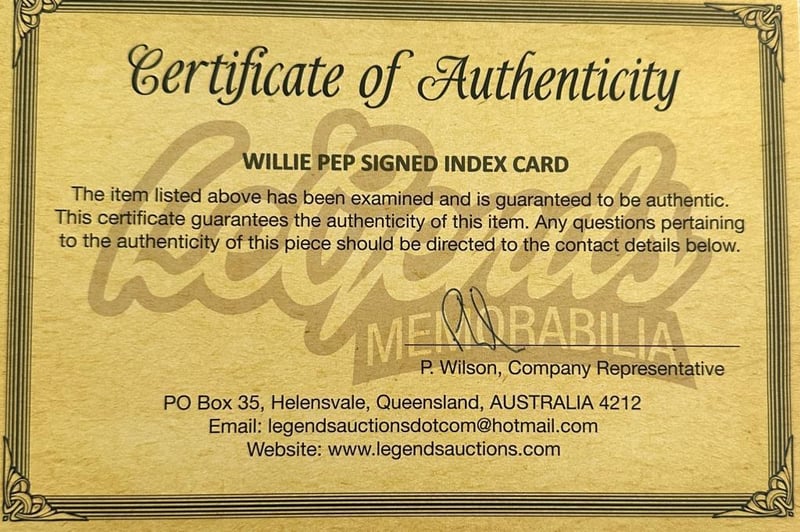 Certificate of Authenticity
Legends
MEMORABILIA
WILLIE PEP SIGNED INDEX CARD
The item listed above has been examined and is guaranteed to be authentic.
This certificate guarantees the authenticity of this item. Any questions pertaining
to the authenticity of this piece should be directed to the contact details below.
P. Wilson, Company Representative
PO Box 35, Helensvale, Queensland, AUSTRALIA 4212
Email: legendsauctionsdotcom@hotmail.com
Website: www.legendsauctions.com